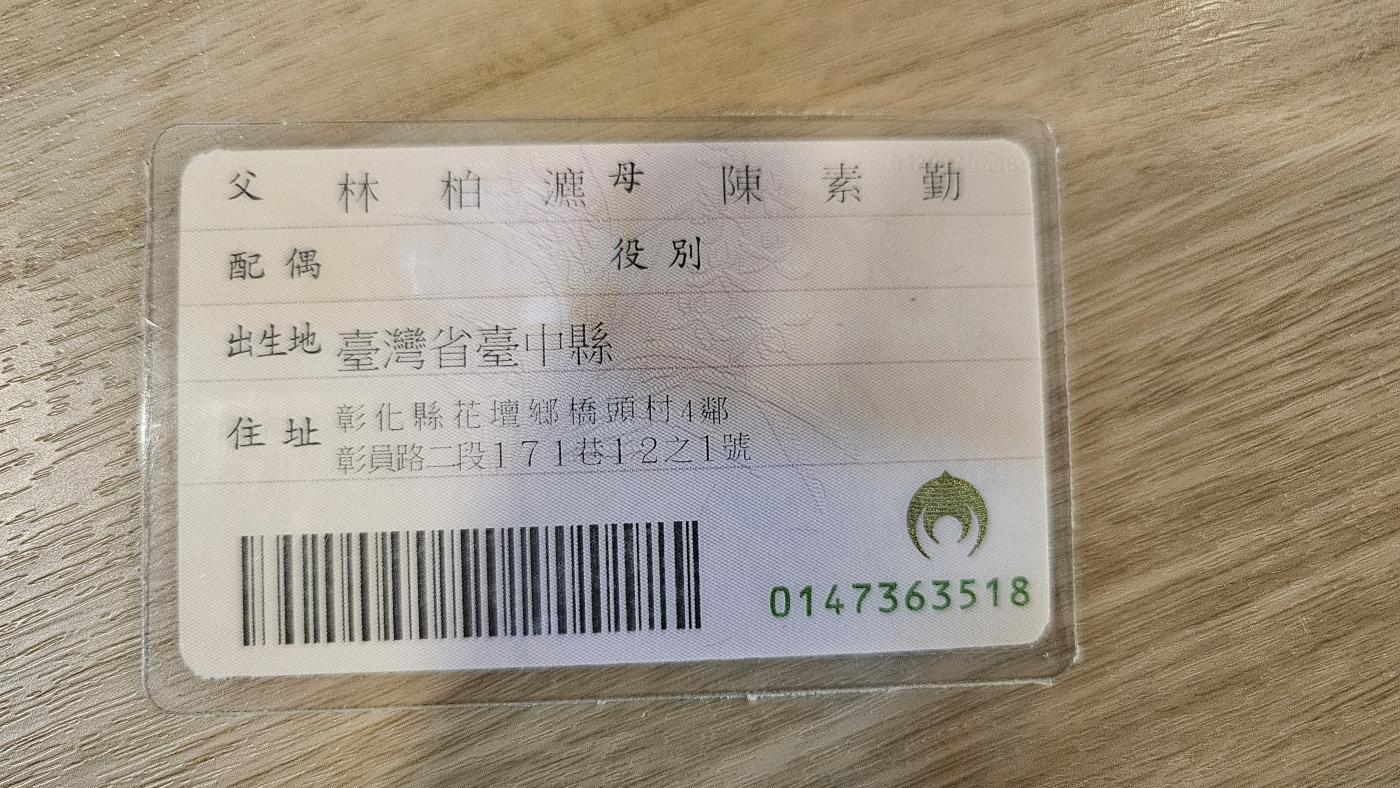 父 林柏瀌 母 陳素勤
配偶 役別
出生地 臺灣省臺中縣
住址 彰化縣花壇鄉橋頭村4鄰
彰員路二段171巷12之1號
0147363518